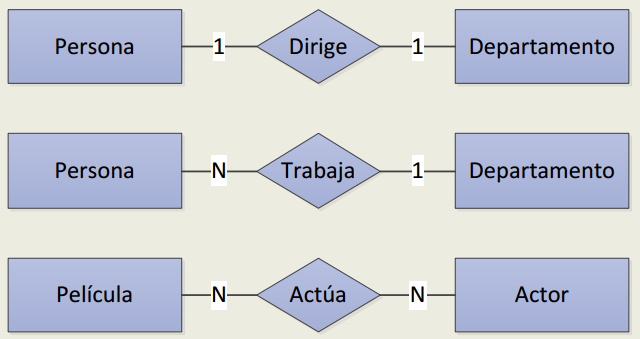 Persona 1 Dirige 1 Departamento
Persona N Trabaja 1 Departamento
Película N Actúa N Actor